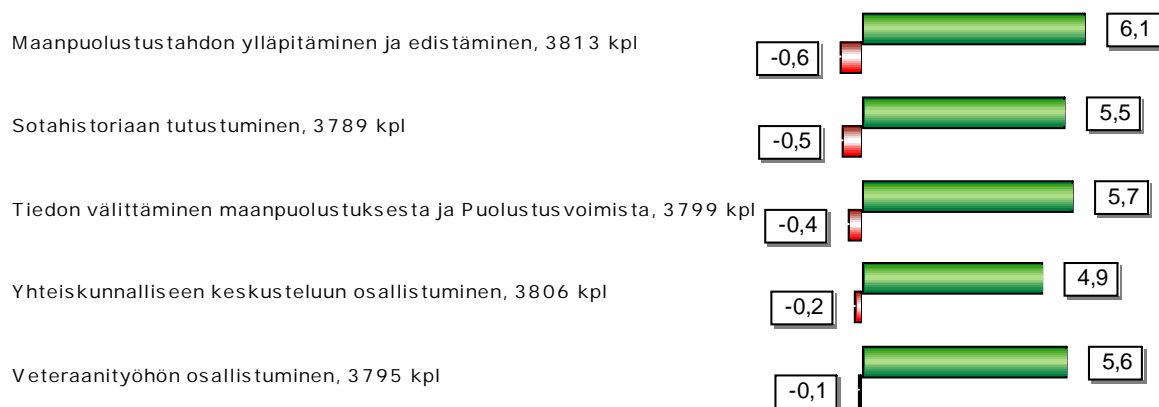 Maanpuolustustahdon ylläpitäminen ja edistäminen, 3813 kpl
6,1
-0,6
Sotahistoriaan tutustuminen, 3789 kpl
5,5
-0,5
Tiedon välittäminen maanpuolustuksesta ja Puolustusvoimista, 3799 kpl
5,7
-0,4
Yhteiskunnalliseen keskusteluun osallistuminen, 3806 kpl
4,9
-0,2
Veteraanityöhön osallistuminen, 3795 kpl
5,6
-0,1